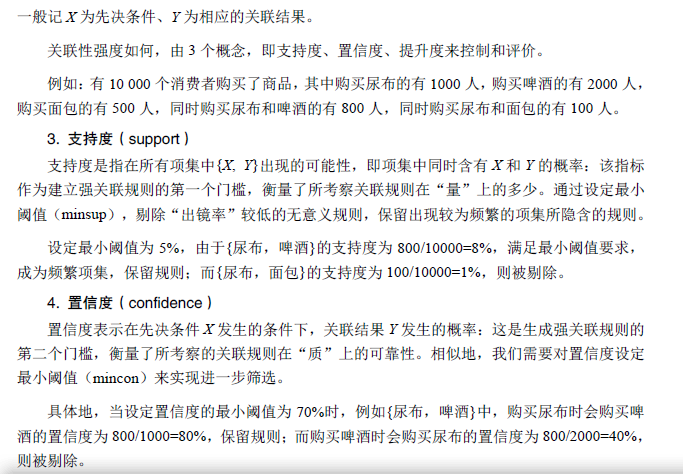 一般记 X 为先决条件、Y 为相应的关联结果。
关联性强度如何，由 3 个概念，即支持度、置信度、提升度来控制和评价。
例如：有 10 000 个消费者购买了商品，其中购买尿布的有 1000 人，购买啤酒的有 2000 人，
购买面包的有 500 人，同时购买尿布和啤酒的有 800 人，同时购买尿布和面包的有 100 人。
3. 支持度（support）
支持度是指在所有项集中{X, Y}出现的可能性，即项集中同时含有 X 和 Y 的概率：该指标
作为建立强关联规则的第一个门槛，衡量了所考察关联规则在“量”上的多少。通过设定最小
阈值（minsup），剔除“出镜率”较低的无意义规则，保留出现较为频繁的项集所隐含的规则。
设定最小阈值为 5%，由于{尿布，啤酒}的支持度为 800/10000=8%，满足最小阈值要求，
成为频繁项集，保留规则；而{尿布，面包}的支持度为 100/10000=1%，则被剔除。
4. 置信度（confidence）
置信度表示在先决条件 X 发生的条件下，关联结果 Y 发生的概率：这是生成强关联规则的
第二个门槛，衡量了所考察的关联规则在“质”上的可靠性。相似地，我们需要对置信度设定
最小阈值（mincon）来实现进一步筛选。
具体地，当设定置信度的最小阈值为 70%时，例如{尿布，啤酒}中，购买尿布时会购买啤
酒的置信度为 800/1000=80%，保留规则；而购买啤酒时会购买尿布的置信度为 800/2000=40%，
则被剔除。